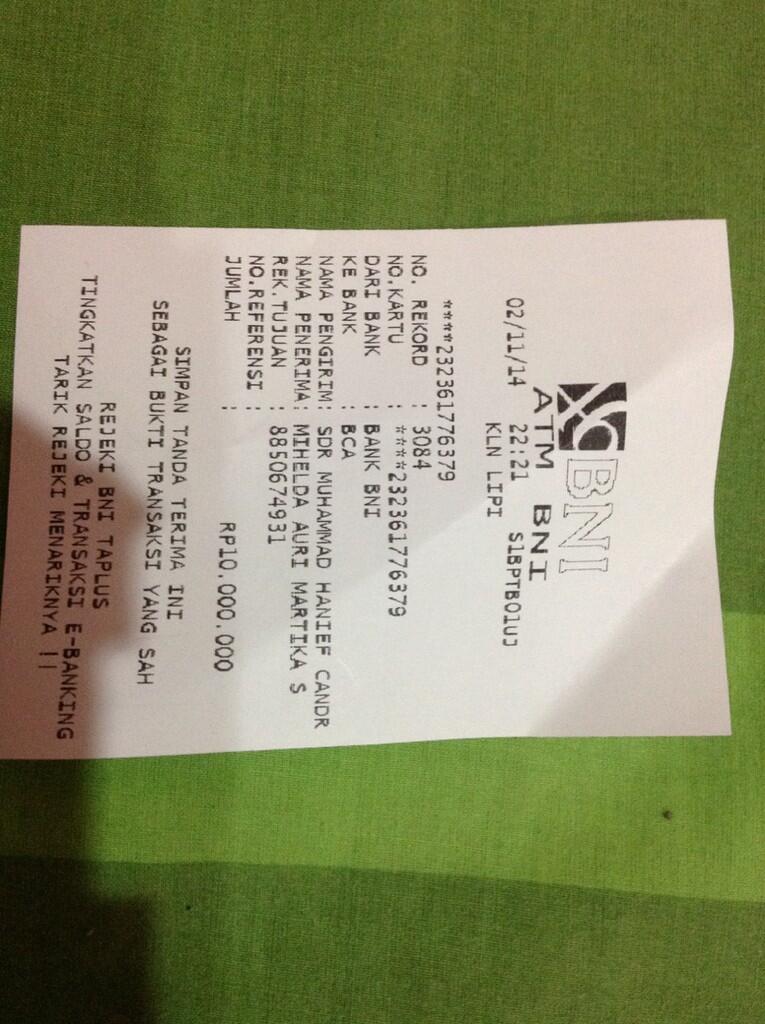 BNI
ATM BNI
02/11/14 22:21 S1BPTB01UJ
KLN LIPI
****232361776379
NO. REKORD : 3084
NO.KARTU : ****232361776379
DARI BANK : BANK BNI
KE BANK : BCA
NAMA PENGIRIM: SDR MUHAMMAD HANIEF CANDR
NAMA PENERIMA: MIHELDA AURI MARTIKA S
REK.TUJUAN : 8850674931
NO.REFERENSI :
JUMLAH : RP10.000.000
SIMPAN TANDA TERIMA INI
SEBAGAI BUKTI TRANSAKSI YANG SAH
REJEKI BNI TAPLUS
TINGKATKAN SALDO & TRANSAKSI E-BANKING
TARIK REJEKI MENARIKNYA !!